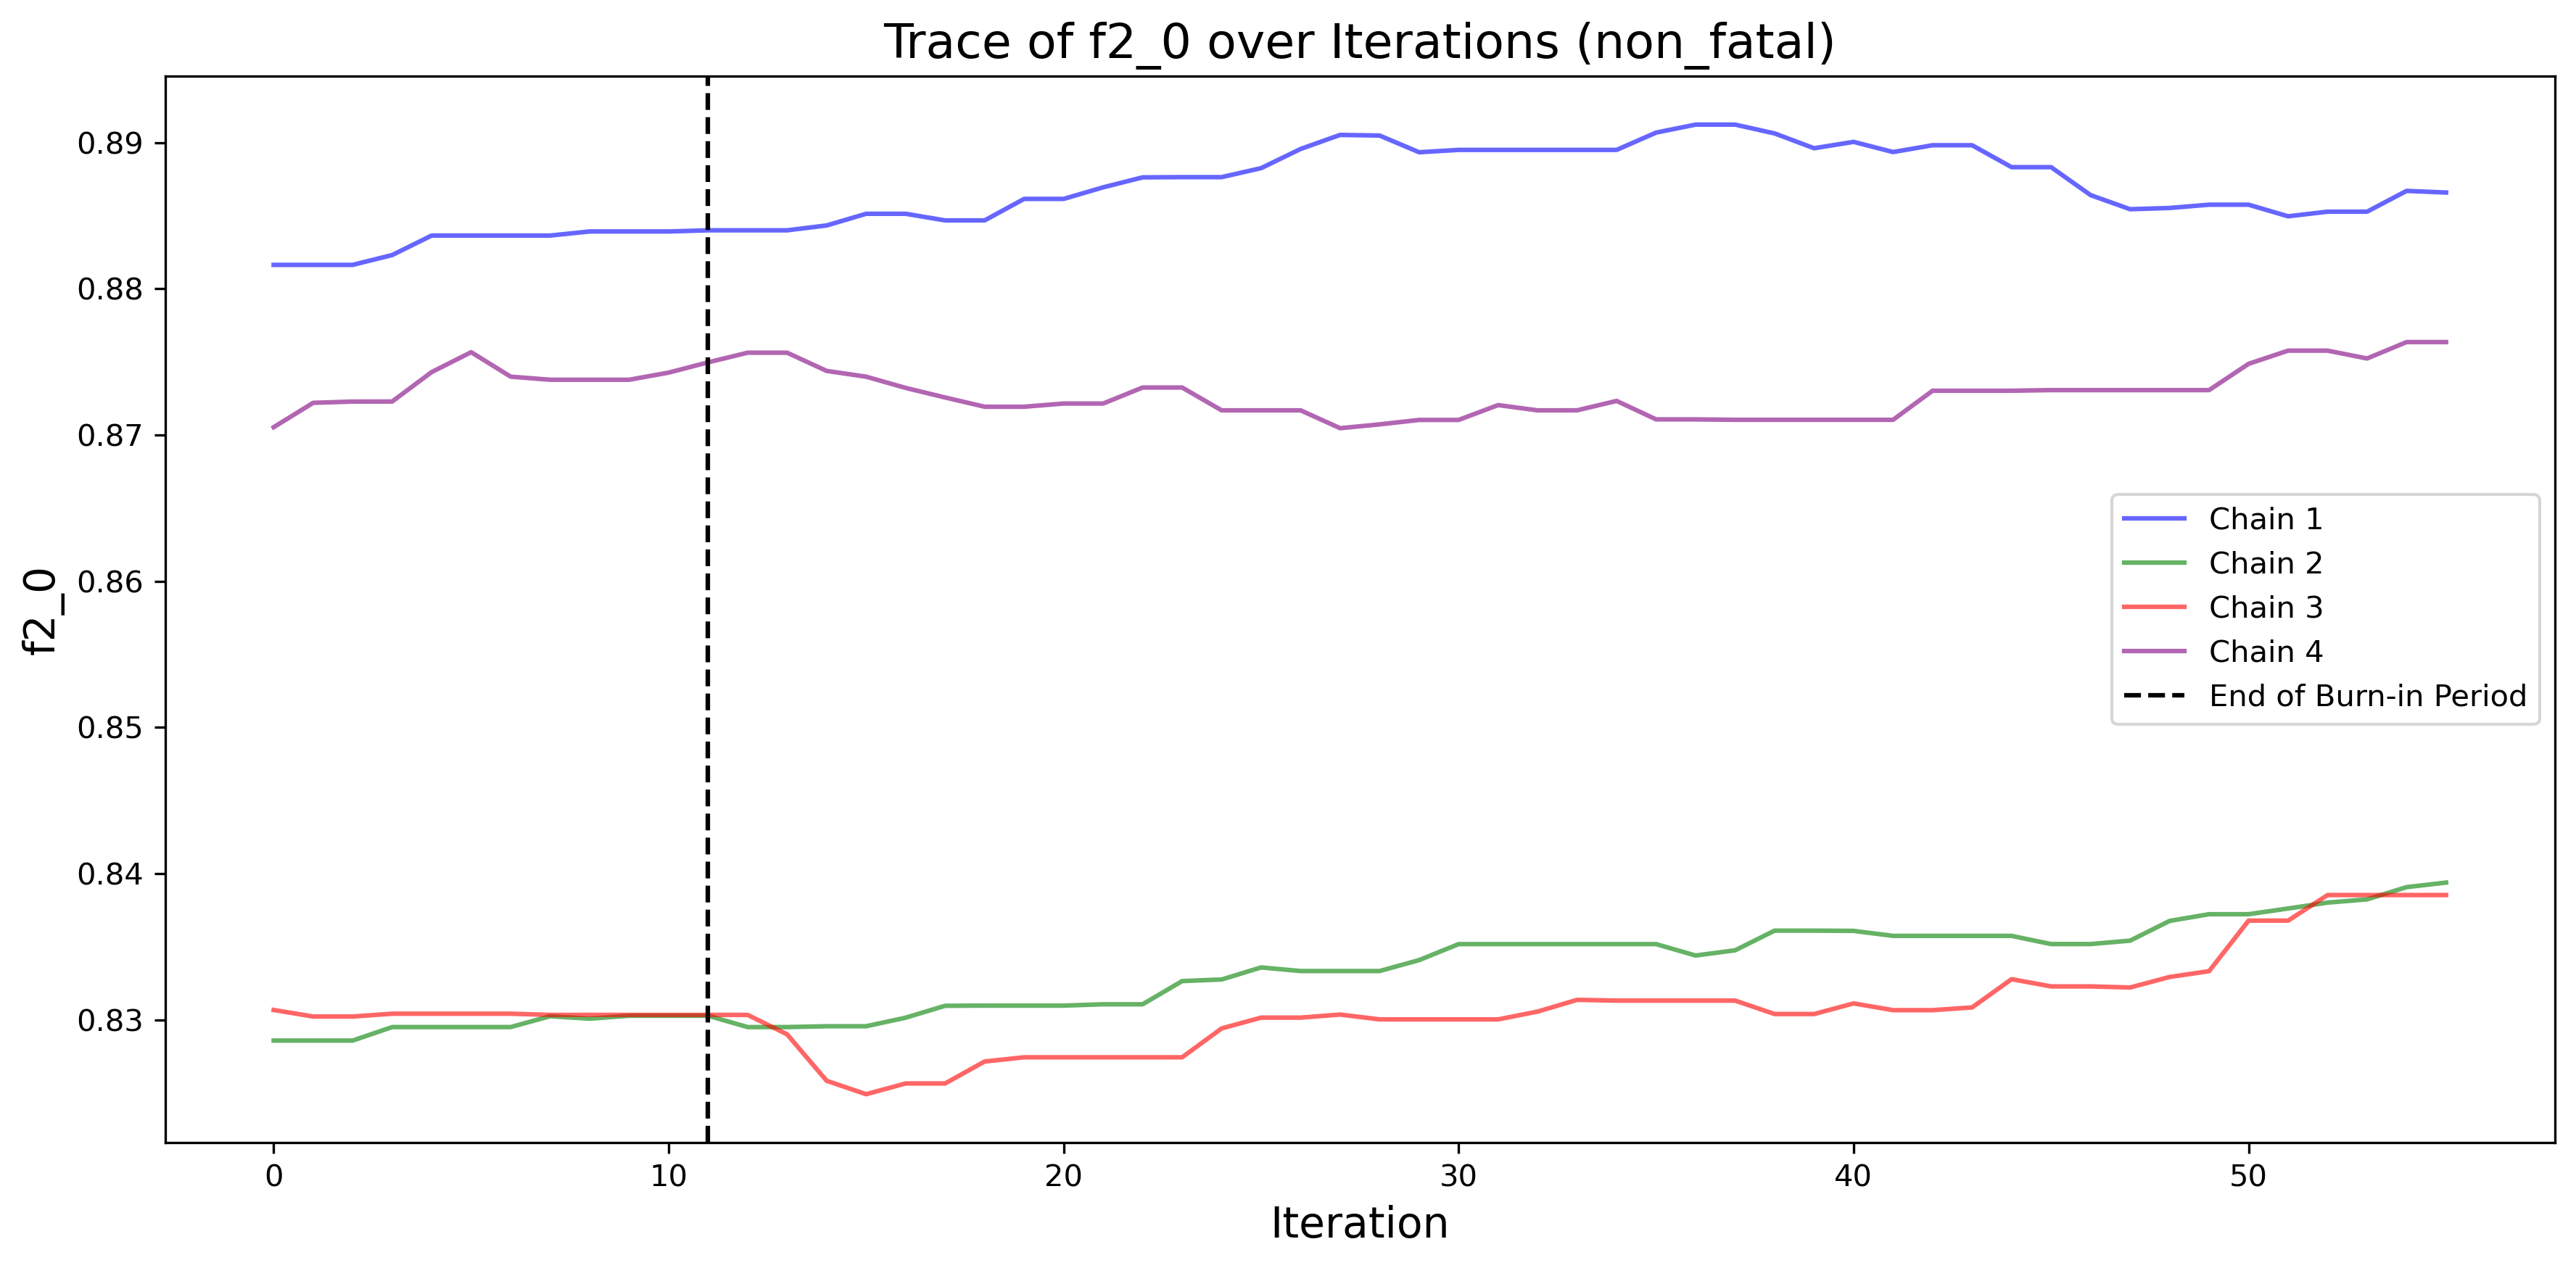 Trace of f2_0 over Iterations (non_fatal)
f2_0
0.89
0.88
0.87
0.86
0.85
0.84
0.83
Chain 1
Chain 2
Chain 3
Chain 4
End of Burn-in Period
0 10 20 30 40 50
Iteration